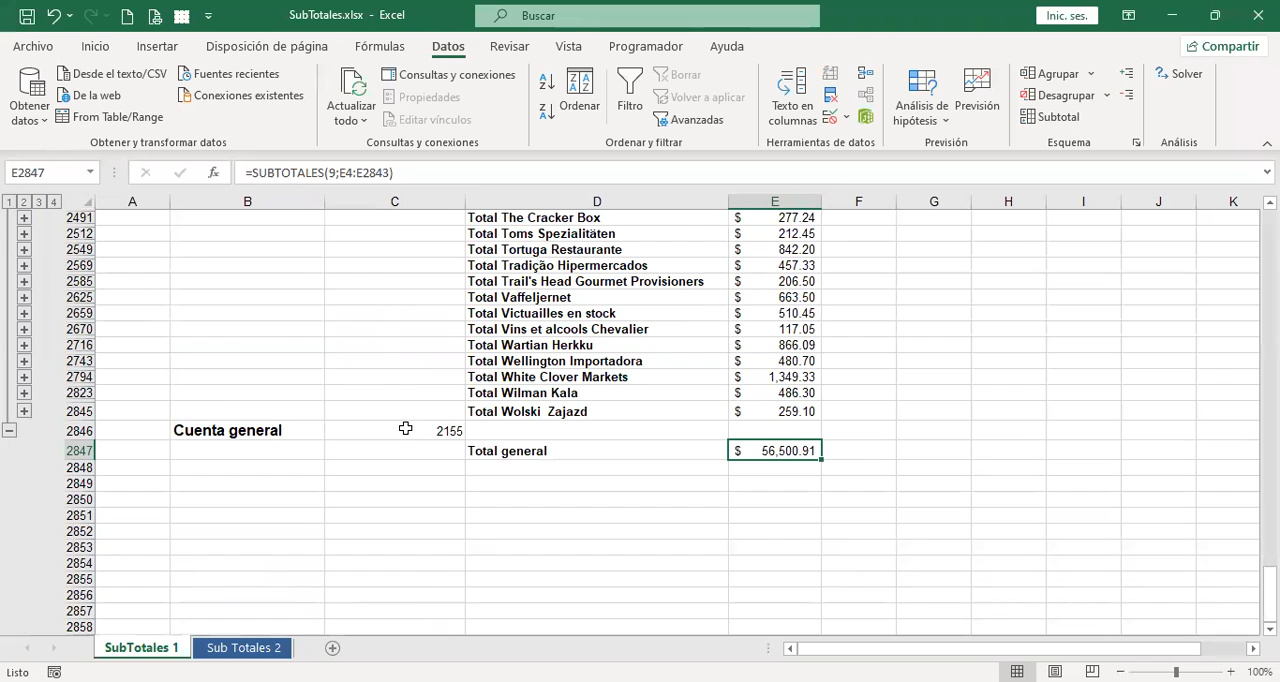 SubTotales.xlsx - Excel
Buscar
Inic. ses.
Archivo Inicio Insertar Disposición de página Fórmulas Datos Revisar Vista Programador Ayuda
Compartir
Obtener datos
Desde el texto/CSV
De la web
From Table/Range
Fuentes recientes
Conexiones existentes
Obtener y transformar datos
Actualizar todo
Consultas y conexiones
Propiedades
Editar vínculos
Consultas y conexiones
Ordenar
Filtro
Borrar
Volver a aplicar
Avanzadas
Ordenar y filtrar
Texto en columnas
Herramientas de datos
Análisis de hipótesis
Previsión
Previsión
Agrupar
Desagrupar
Subtotal
Esquema
Solver
Análisis
E2847 fx =SUBTOTALES(9;E4:E2843)
1 2 3 4 A B C D E F G H I J K
2491 Total The Cracker Box $ 277.24
2512 Total Toms Spezialitäten $ 212.45
2549 Total Tortuga Restaurante $ 842.20
2569 Total Tradição Hipermercados $ 457.33
2585 Total Trail's Head Gourmet Provisioners $ 206.50
2625 Total Vaffeljernet $ 663.50
2659 Total Victuailles en stock $ 510.45
2670 Total Vins et alcools Chevalier $ 117.05
2716 Total Wartian Herkku $ 866.09
2743 Total Wellington Importadora $ 480.70
2794 Total White Clover Markets $ 1,349.33
2823 Total Wilman Kala $ 486.30
2845 Total Wolski Zajazd $ 259.10
2846 Cuenta general 2155
2847 Total general $ 56,500.91
2848
2849
2850
2851
2852
2853
2854
2855
2856
2857
2858
SubTotales 1 Sub Totales 2
Listo 100%